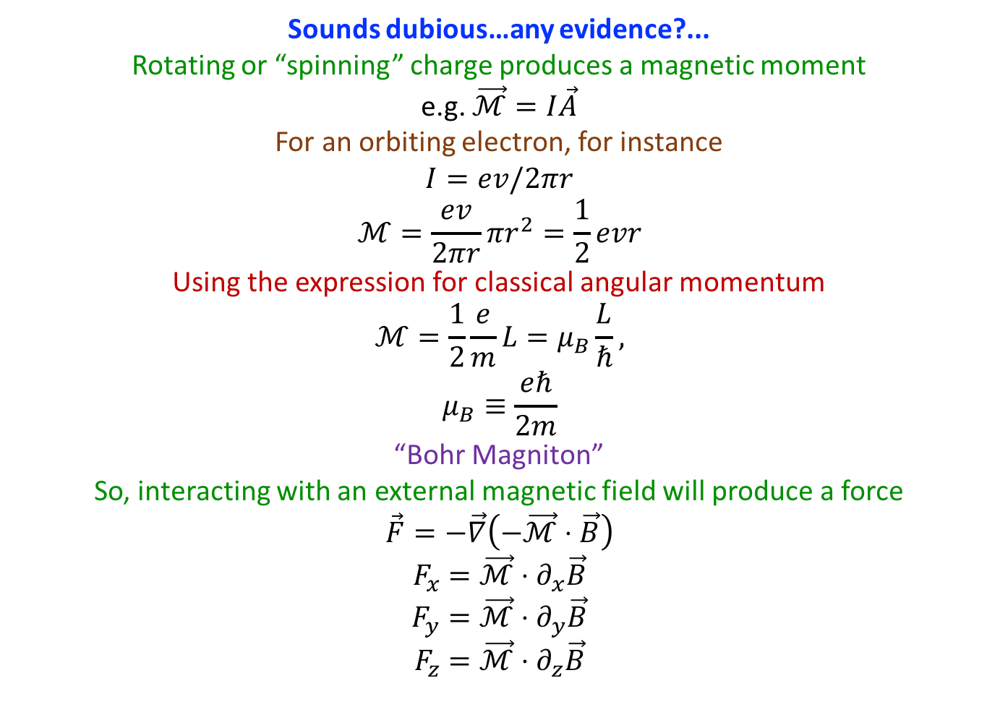 Sounds dubious…any evidence?...
Rotating or “spinning” charge produces a magnetic moment
e.g. $\overrightarrow{\mathcal{M}} = I\vec{A}$
For an orbiting electron, for instance
$I = ev/2\pi r$
$\mathcal{M} = \frac{ev}{2\pi r}\pi r^2 = \frac{1}{2}evr$
Using the expression for classical angular momentum
$\mathcal{M} = \frac{1}{2}\frac{e}{m}L = \mu_B\frac{L}{\hbar},$
$\mu_B \equiv \frac{e\hbar}{2m}$
“Bohr Magniton”
So, interacting with an external magnetic field will produce a force
$\vec{F} = -\vec{\nabla}(-\overrightarrow{\mathcal{M}} \cdot \vec{B})$
$F_x = \overrightarrow{\mathcal{M}} \cdot \partial_x\vec{B}$
$F_y = \overrightarrow{\mathcal{M}} \cdot \partial_y\vec{B}$
$F_z = \overrightarrow{\mathcal{M}} \cdot \partial_z\vec{B}$